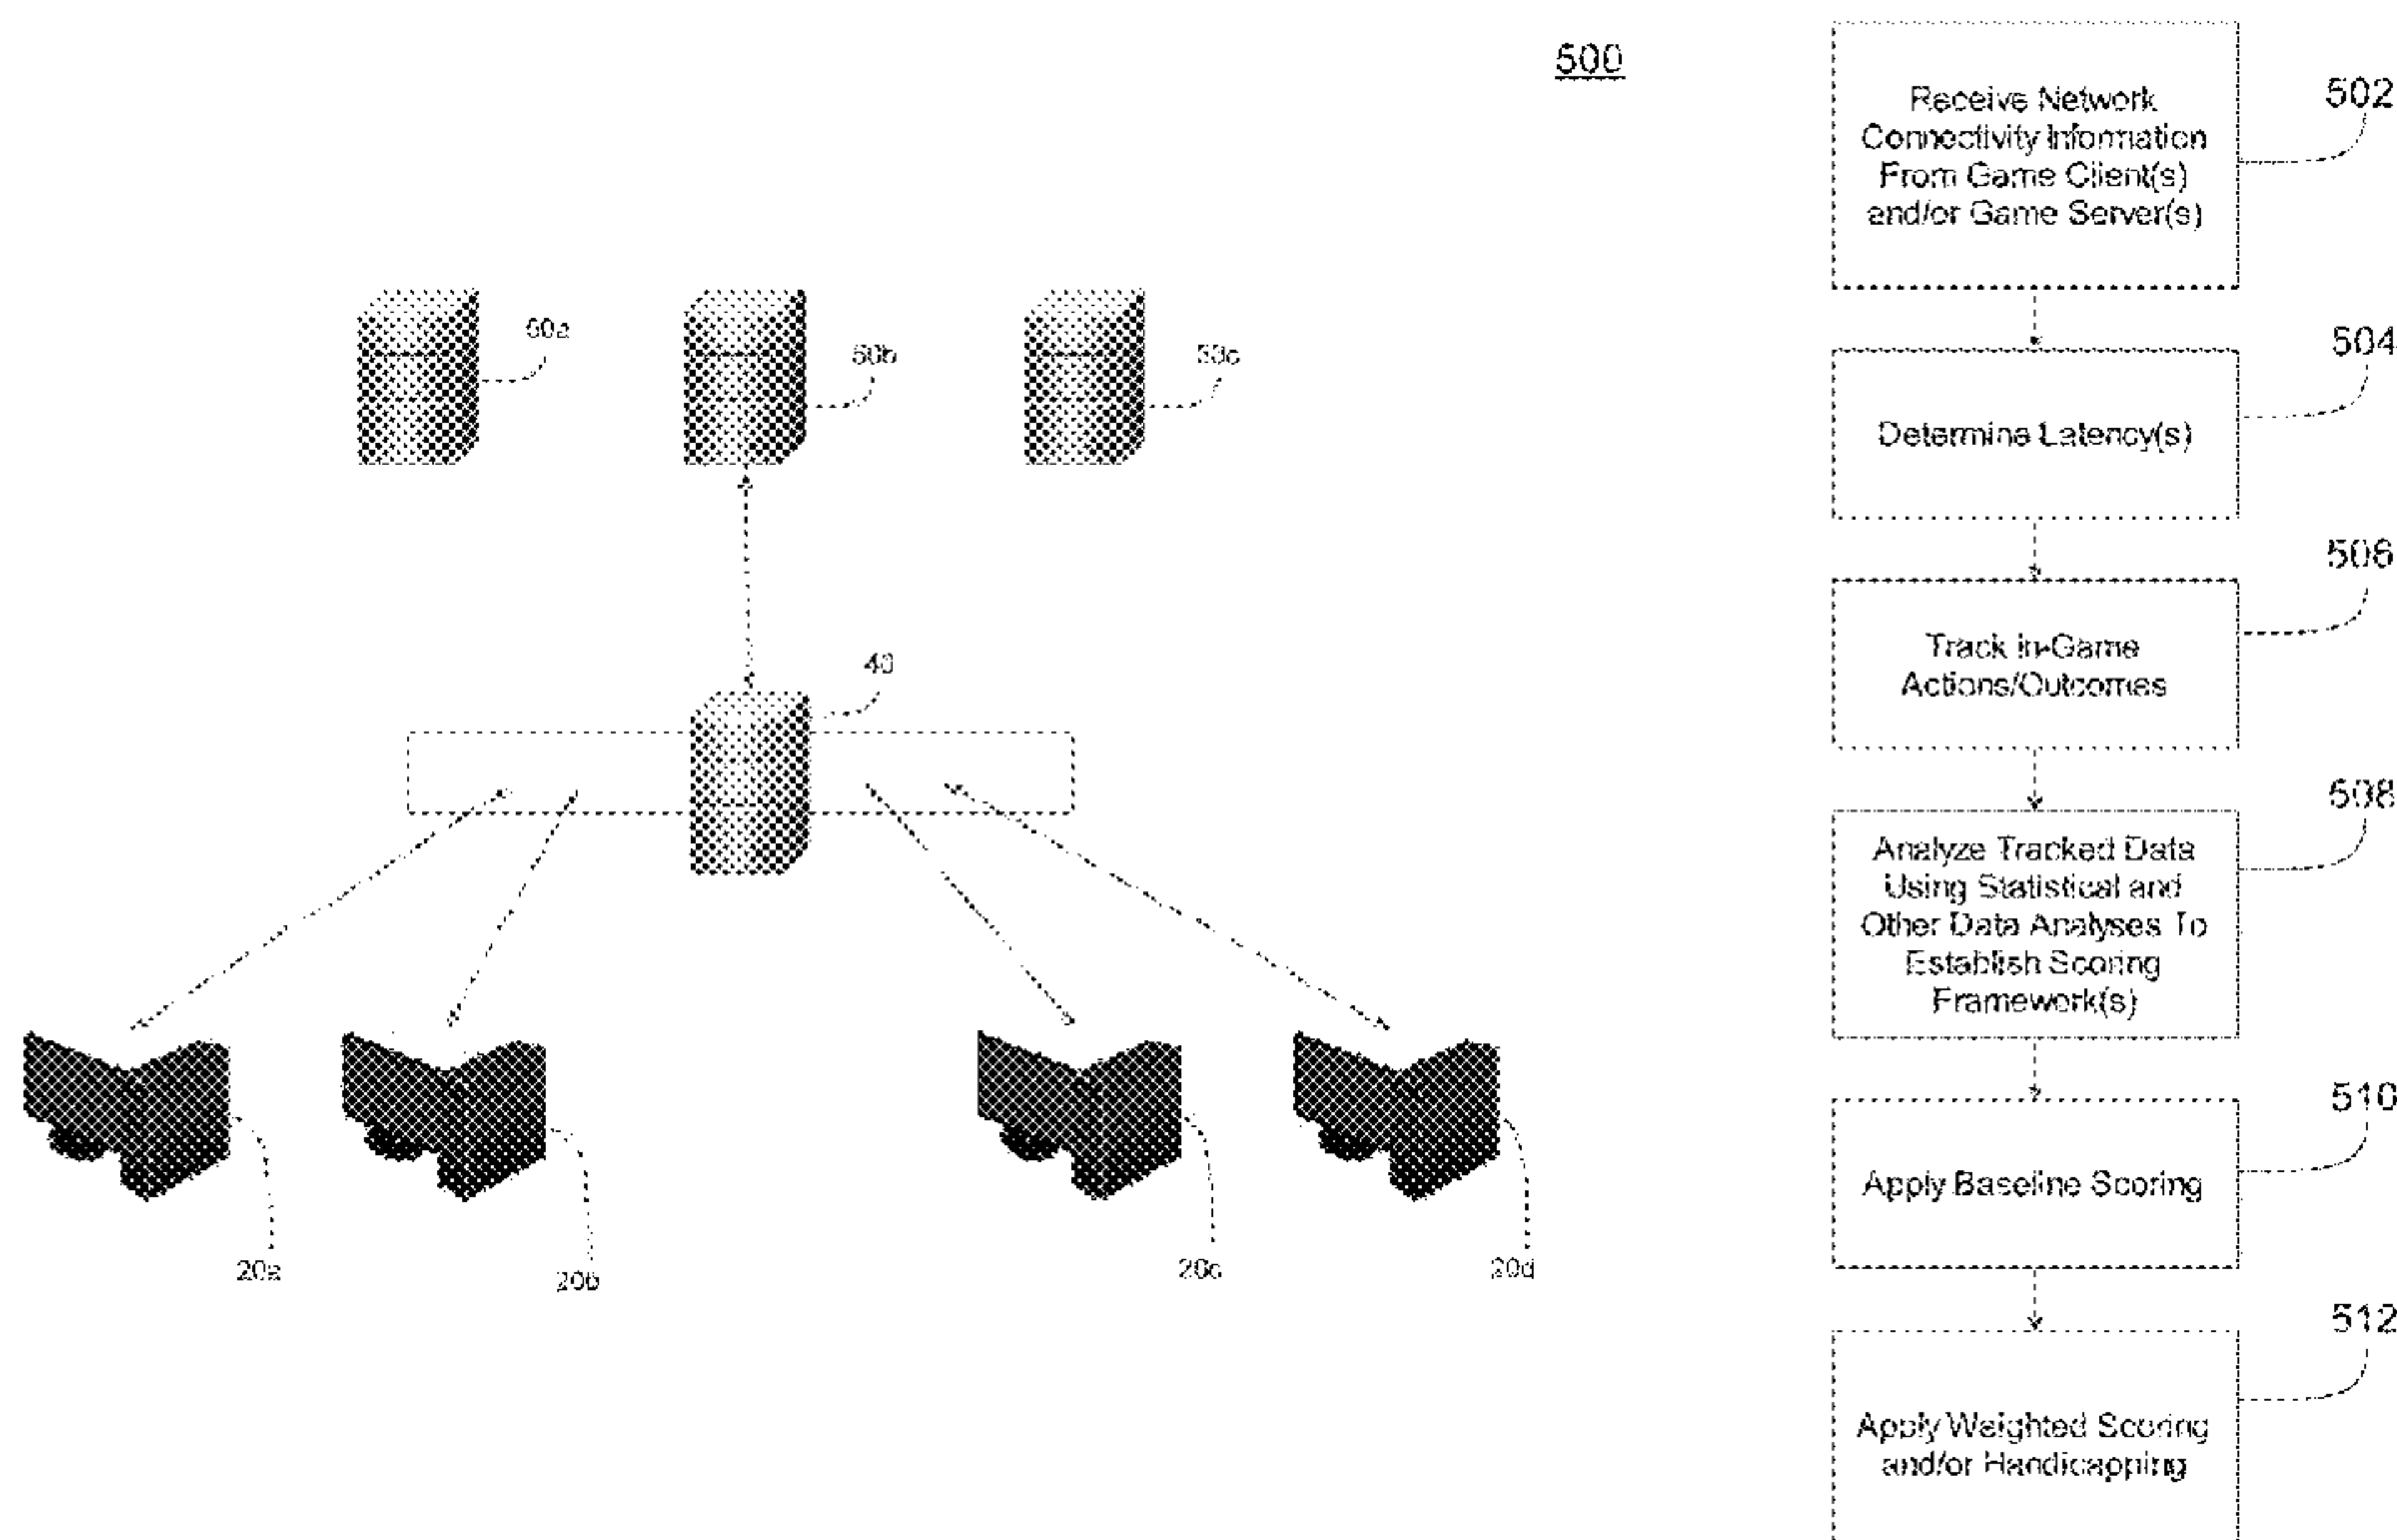 500
60a
50b
50c
40
20a
20b
20c
20d
Receive Network
Connectivity Information
From Game Client(s)
and/or Game Server(s)
502
Determine Latency(s)
504
Track In-Game
Actions/Outcomes
506
Analyze Tracked Data
Using Statistical and
Other Data Analyses To
Establish Scoring
Framework(s)
508
Apply Baseline Scoring
510
Apply Weighted Scoring
and/or Handicapping
512